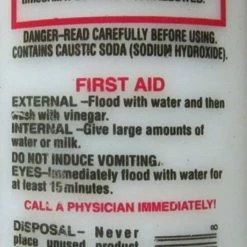 DANGER–READ CAREFULLY BEFORE USING.
CONTAINS CAUSTIC SODA (SODIUM HYDROXIDE).
FIRST AID
EXTERNAL –Flood with water and then
wash with vinegar.
INTERNAL –Give large amounts of
water or milk.
DO NOT INDUCE VOMITING.
EYES–Immediately flood with water for
at least 15 minutes.
CALL A PHYSICIAN IMMEDIATELY!
DISPOSAL– Never
place unused product
8